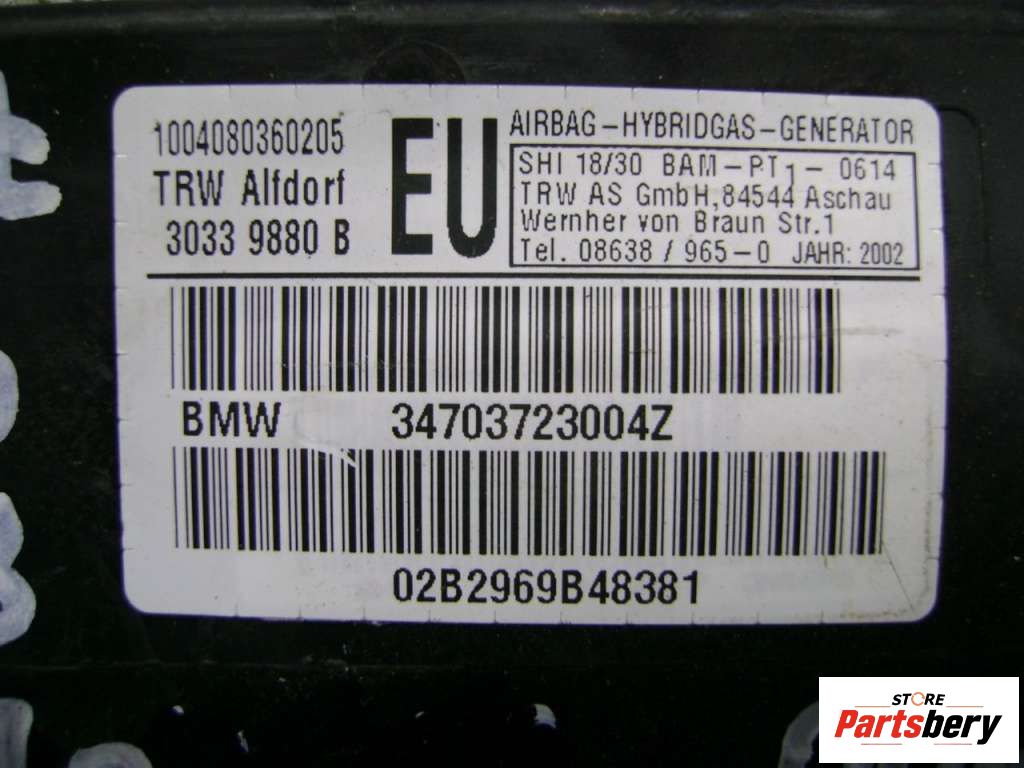 1004080360205
TRW Alfdorf
3033 9880 B
EU
AIRBAG-HYBRIDGAS-GENERATOR
SHI 18/30 BAM-PT1-0614
TRW AS GmbH, 84544 Aschau
Wernher von Braun Str.1
Tel. 08638 / 965-0 JAHR: 2002
BMW 34703723004Z
02B2969B48381
STORE
Partsbery